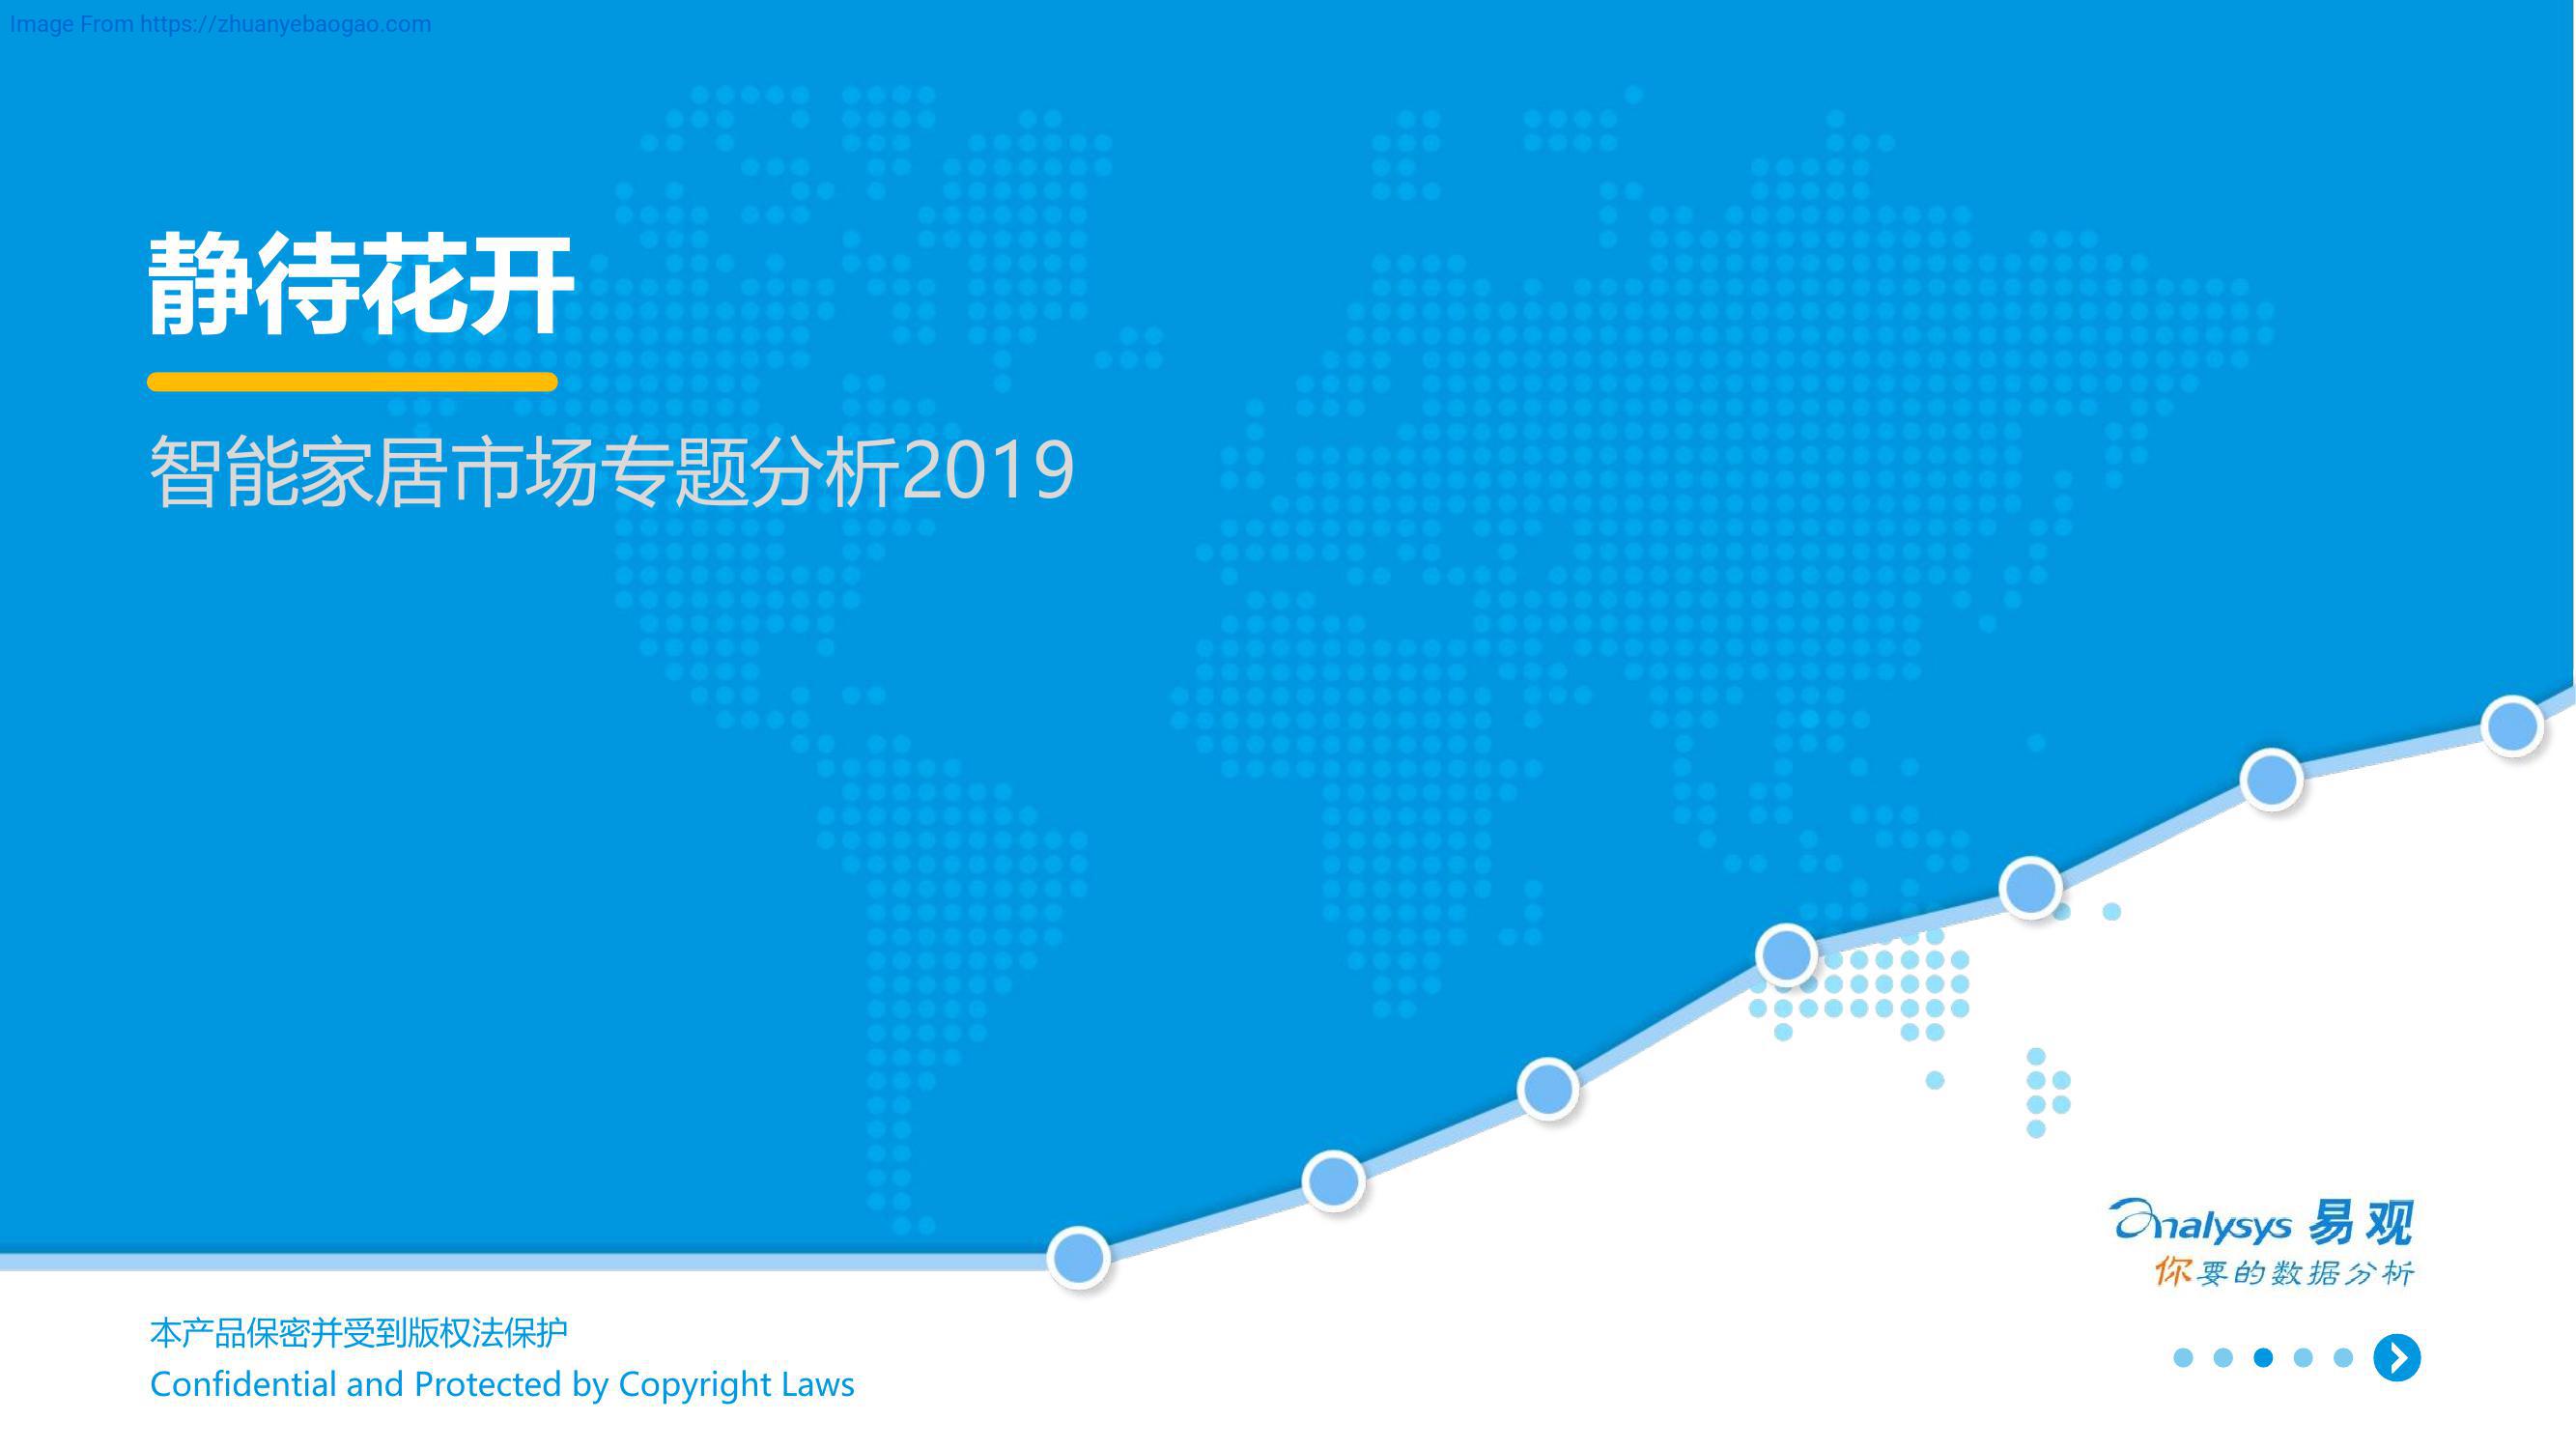 Image From https://zhuanyebaogao.com
静待花开
智能家居市场专题分析2019
analysys 易观
你要的数据分析
本产品保密并受到版权法保护
Confidential and Protected by Copyright Laws